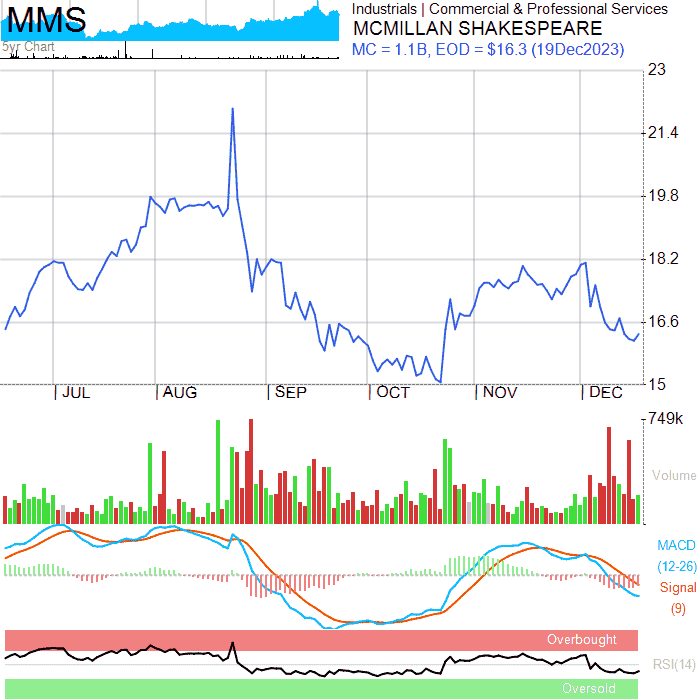 MMS
5yr Chart
Industrials | Commercial & Professional Services
MCMILLAN SHAKESPEARE
MC = 1.1B, EOD = $16.3 (19Dec2023)
23
21.4
19.8
18.2
16.6
15
JUL
AUG
SEP
OCT
NOV
DEC
749k
Volume
MACD
(12-26)
Signal
(9)
Overbought
RSI(14)
Oversold